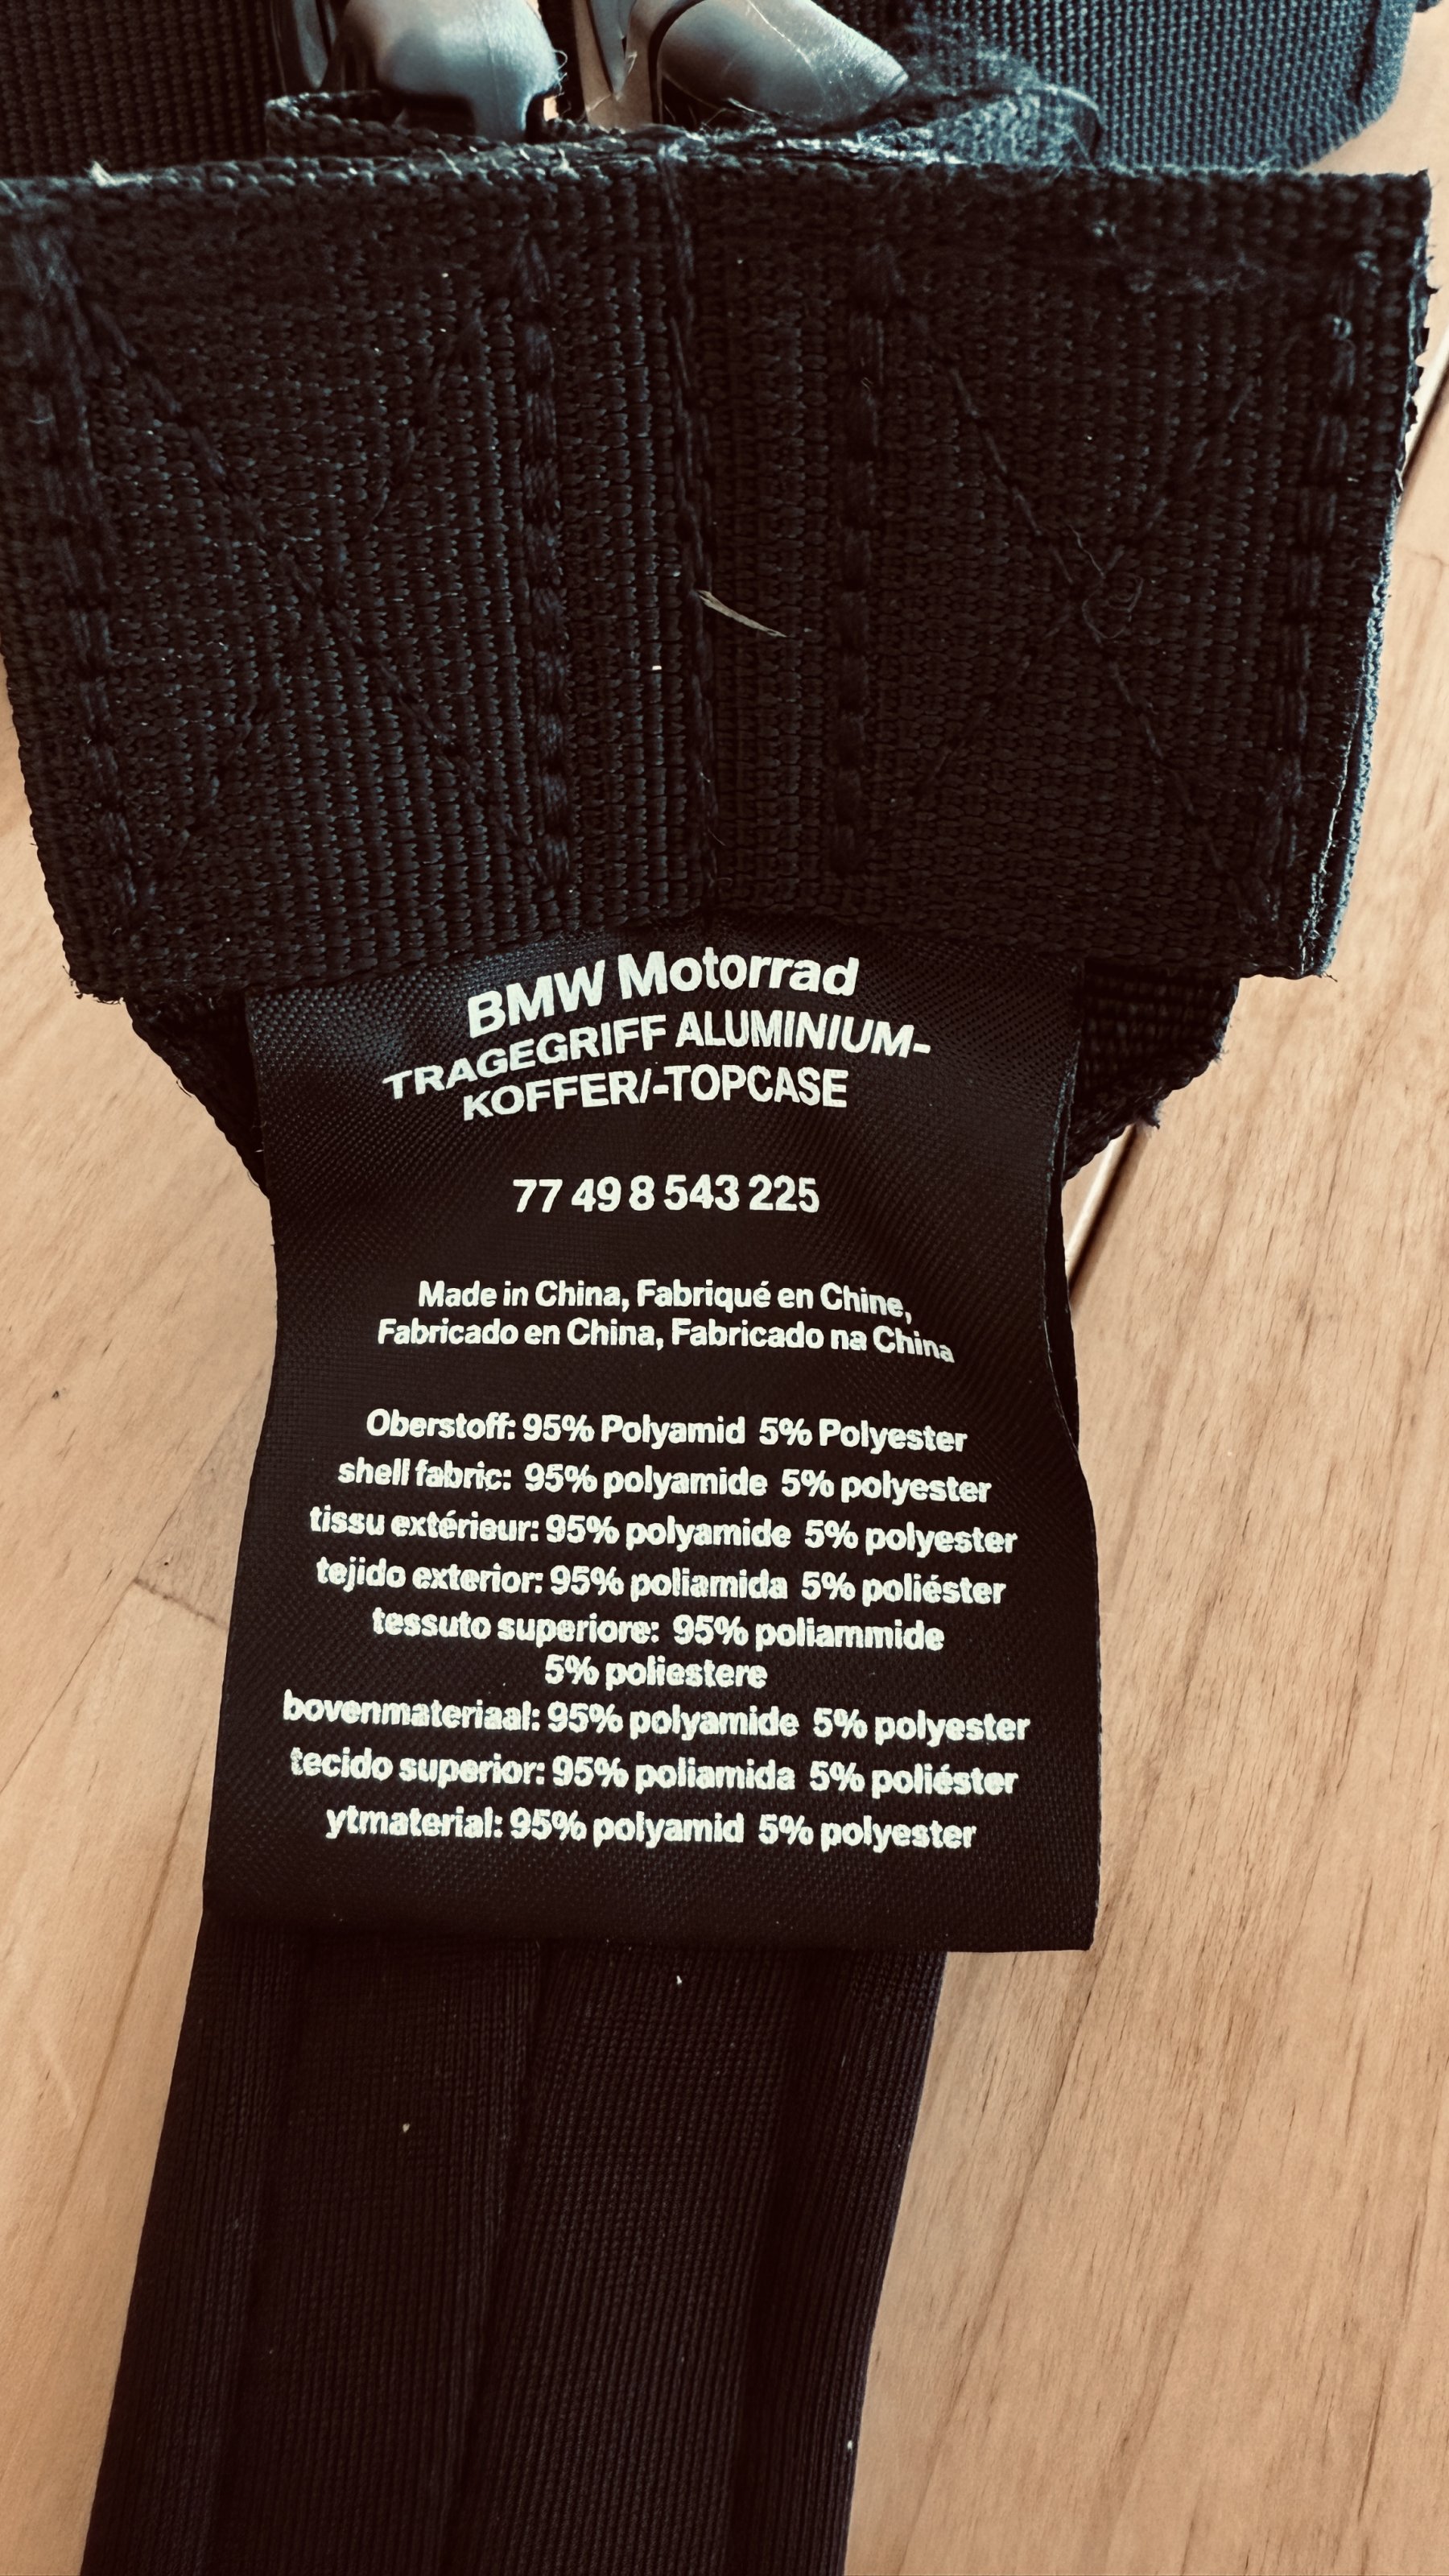 BMW Motorrad
TRAGEGRIFF ALUMINIUM-
KOFFER/-TOPCASE
77 49 8 543 225
Made in China, Fabriqué en Chine,
Fabricado en China, Fabricado na China
Oberstoff: 95% Polyamid 5% Polyester
shell fabric: 95% polyamide 5% polyester
tissu extérieur: 95% polyamide 5% polyester
tejido exterior: 95% poliamida 5% poliéster
tessuto superiore: 95% poliammide
5% poliestere
bovenmateriaal: 95% polyamide 5% polyester
tecido superior: 95% poliamida 5% poliéster
ytmaterial: 95% polyamid 5% polyester